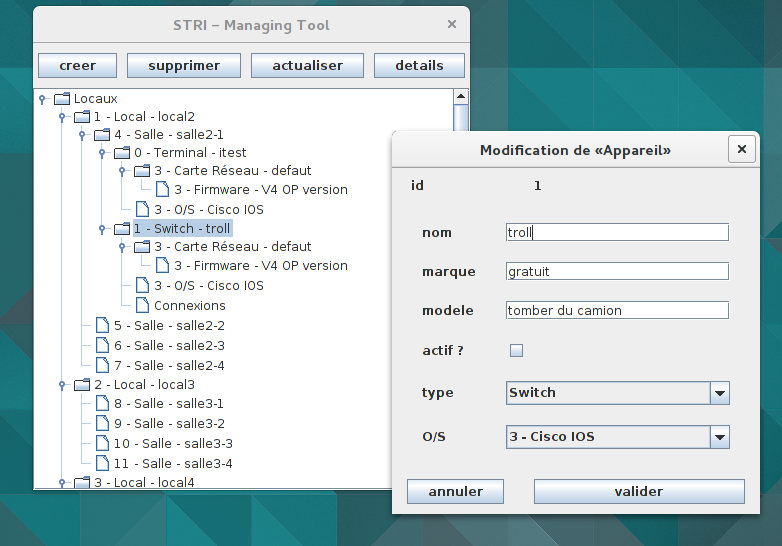 STRI – Managing Tool
creer
supprimer
actualiser
details
Locaux
1 - Local - local2
4 - Salle - salle2-1
0 - Terminal - itest
3 - Carte Réseau - defaut
3 - Firmware - V4 OP version
3 - O/S - Cisco IOS
1 - Switch - troll
3 - Carte Réseau - defaut
3 - Firmware - V4 OP version
3 - O/S - Cisco IOS
Connexions
5 - Salle - salle2-2
6 - Salle - salle2-3
7 - Salle - salle2-4
2 - Local - local3
8 - Salle - salle3-1
9 - Salle - salle3-2
10 - Salle - salle3-3
11 - Salle - salle3-4
3 - Local - local4
Modification de «Appareil»
id 1
nom troll
marque gratuit
modele tomber du camion
actif ?
type Switch
O/S 3 - Cisco IOS
annuler
valider